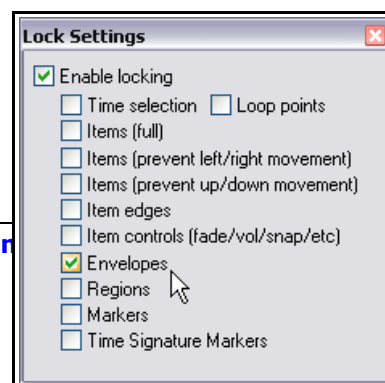 Lock Settings
Enable locking
Time selection Loop points
Items (full)
Items (prevent left/right movement)
Items (prevent up/down movement)
Item edges
Item controls (fade/vol/snap/etc)
Envelopes
Regions
Markers
Time Signature Markers